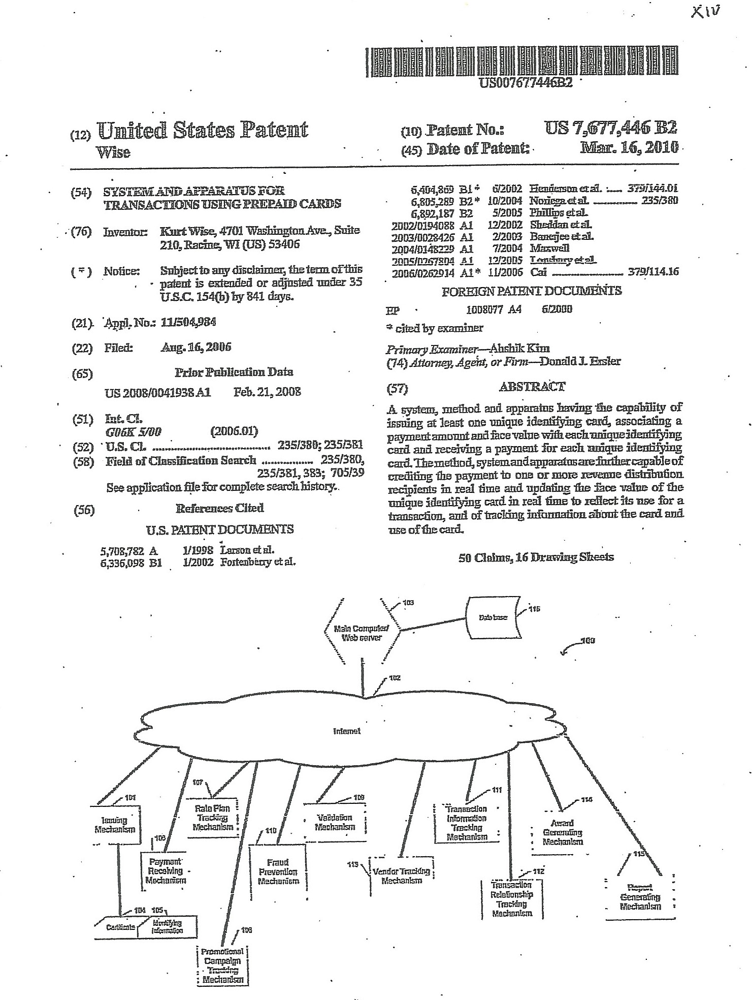 XIV
US007677446B2
(12) United States Patent
Wise
(10) Patent No.: US 7,677,446 B2
(45) Date of Patent: Mar. 16, 2010
(54) SYSTEM AND APPARATUS FOR
TRANSACTIONS USING PREPAID CARDS
(76) Inventor: Kurt Wise, 4701 Washington Ave., Suite
210, Racine, WI (US) 53406
(*) Notice: Subject to any disclaimer, the term of this
patent is extended or adjusted under 35
U.S.C. 154(b) by 841 days.
(21) Appl. No.: 11/504,984
(22) Filed: Aug. 16, 2006
(65) Prior Publication Data
US 2008/0041938 A1 Feb. 21, 2008
(51) Int. Cl.
G06K 5/00 (2006.01)
(52) U.S. Cl. .................................. 235/380; 235/381
(58) Field of Classification Search ................. 235/380,
235/381, 383; 705/39
See application file for complete search history.
(56) References Cited
U.S. PATENT DOCUMENTS
5,708,782 A 1/1998 Larson et al.
6,336,098 B1 1/2002 Fortenberry et al.
6,404,869 B1* 6/2002 Henderson et al. ..... 379/144.01
6,805,289 B2* 10/2004 Noriega et al. .............. 235/380
6,892,187 B2 5/2005 Phillips et al.
2002/0194088 A1 12/2002 Sheddan et al.
2003/0028426 A1 2/2003 Banerjee et al.
2004/0148229 A1 7/2004 Maxwell
2005/0267804 A1 12/2005 et al.
2006/0262914 A1* 11/2006 Cai ....................... 379/114.16
FOREIGN PATENT DOCUMENTS
EP 1008077 A4 6/2000
* cited by examiner
Primary Examiner—Ahshik Kim
(74) Attorney, Agent, or Firm—Donald J. Ersler
(57) ABSTRACT
A system, method and apparatus having the capability of
issuing at least one unique identifying card, associating a
payment amount and face value with each unique identifying
card and receiving a payment for each unique identifying
card. The method, system and apparatus are further capable of
crediting the payment to one or more revenue distribution
recipients in real time and updating the face value of the
unique identifying card in real time to reflect its use for a
transaction, and of tracking information about the card and
use of the card.
50 Claims, 16 Drawing Sheets
103
Main Computer/
Web server
Database
116
100
102
Internet
101
Issuing
Mechanism
106
Payment
Receiving
Mechanism
107
Rate Plan
Tracking
Mechanism
110
Fraud
Prevention
Mechanism
109
Validation
Mechanism
113
Vendor Tracking
Mechanism
111
Transaction
Information
Tracking
Mechanism
112
Transaction
Relationship
Tracking
Mechanism
114
Award
Generating
Mechanism
115
Generating
Mechanism
104
Certificate
105
Identifying
Information
108
Promotional
Campaign
Tracking
Mechanism